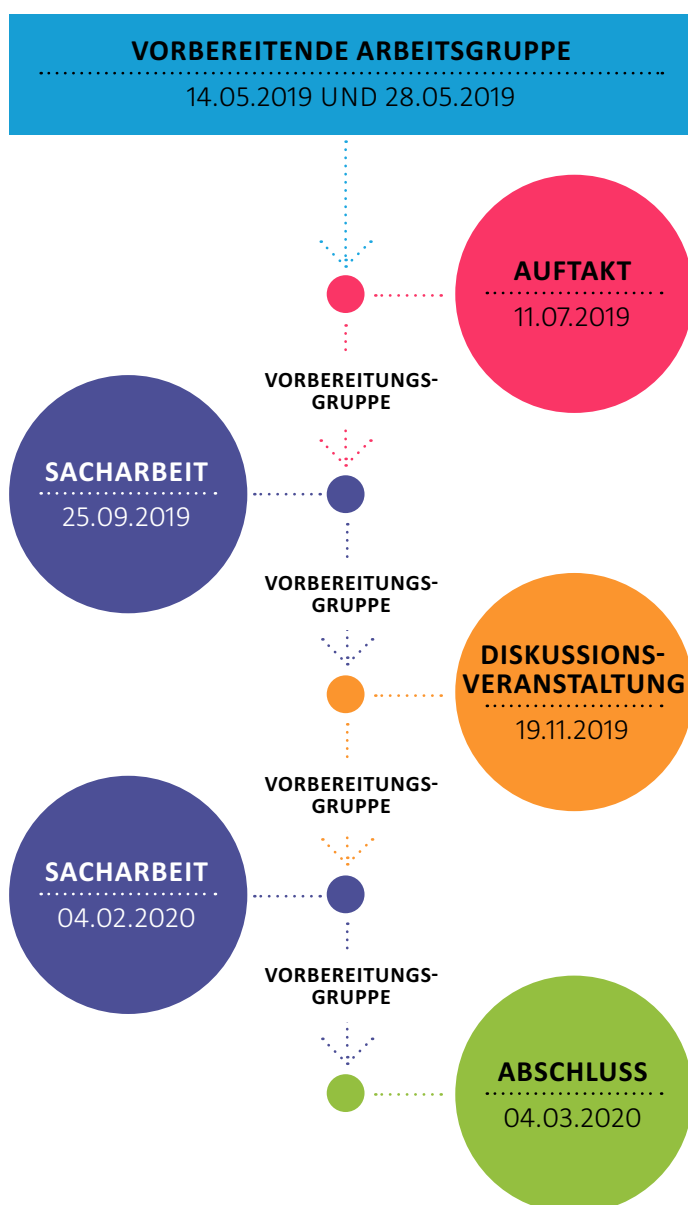 VORBEREITENDE ARBEITSGRUPPE
14.05.2019 UND 28.05.2019
AUFTAKT
11.07.2019
VORBEREITUNGS-
GRUPPE
SACHARBEIT
25.09.2019
VORBEREITUNGS-
GRUPPE
DISKUSSIONS-
VERANSTALTUNG
19.11.2019
VORBEREITUNGS-
GRUPPE
SACHARBEIT
04.02.2020
VORBEREITUNGS-
GRUPPE
ABSCHLUSS
04.03.2020